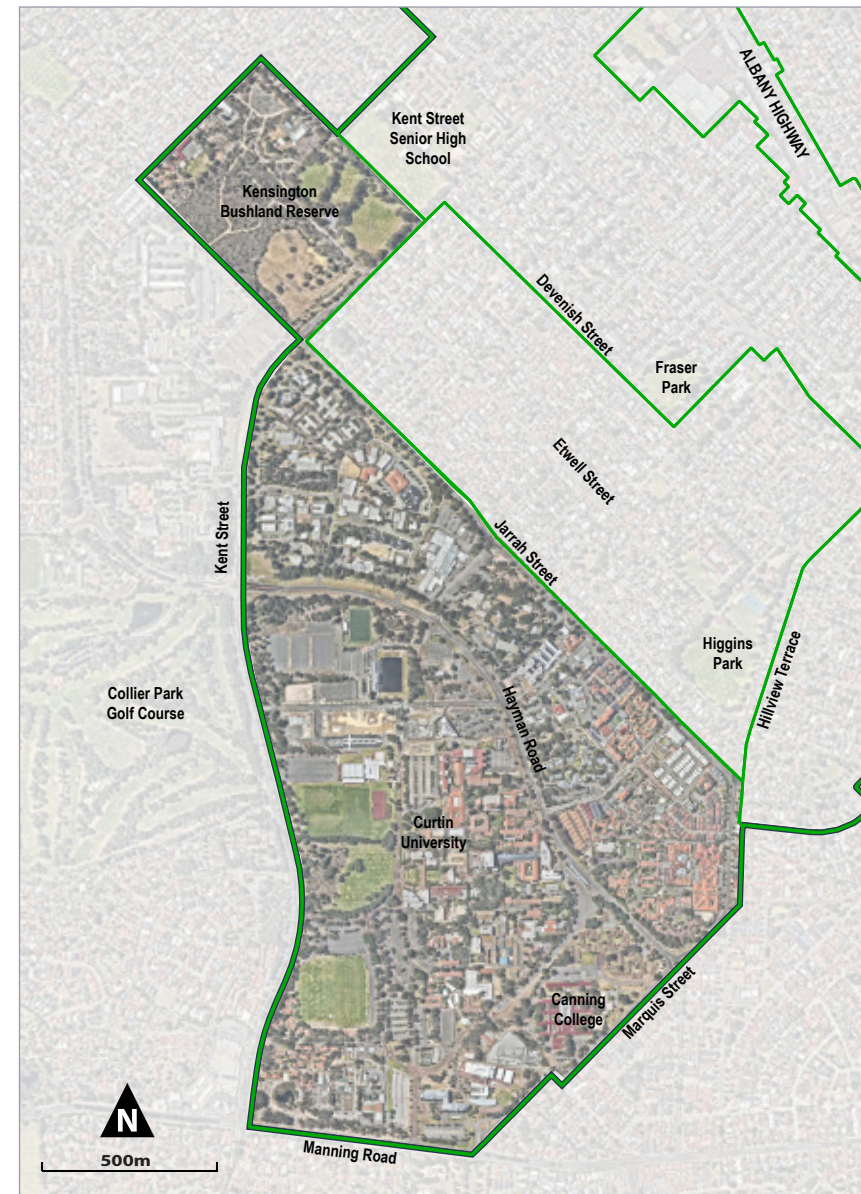 ALBANY HIGHWAY
Kent Street
Senior High
School
Kensington
Bushland Reserve
Devenish Street
Fraser
Park
Etwell Street
Kent Street
Jarrah Street
Higgins
Park
Hillview Terrace
Collier Park
Golf Course
Hayman Road
Curtin
University
Canning
College
Marquis Street
N
Manning Road
500m